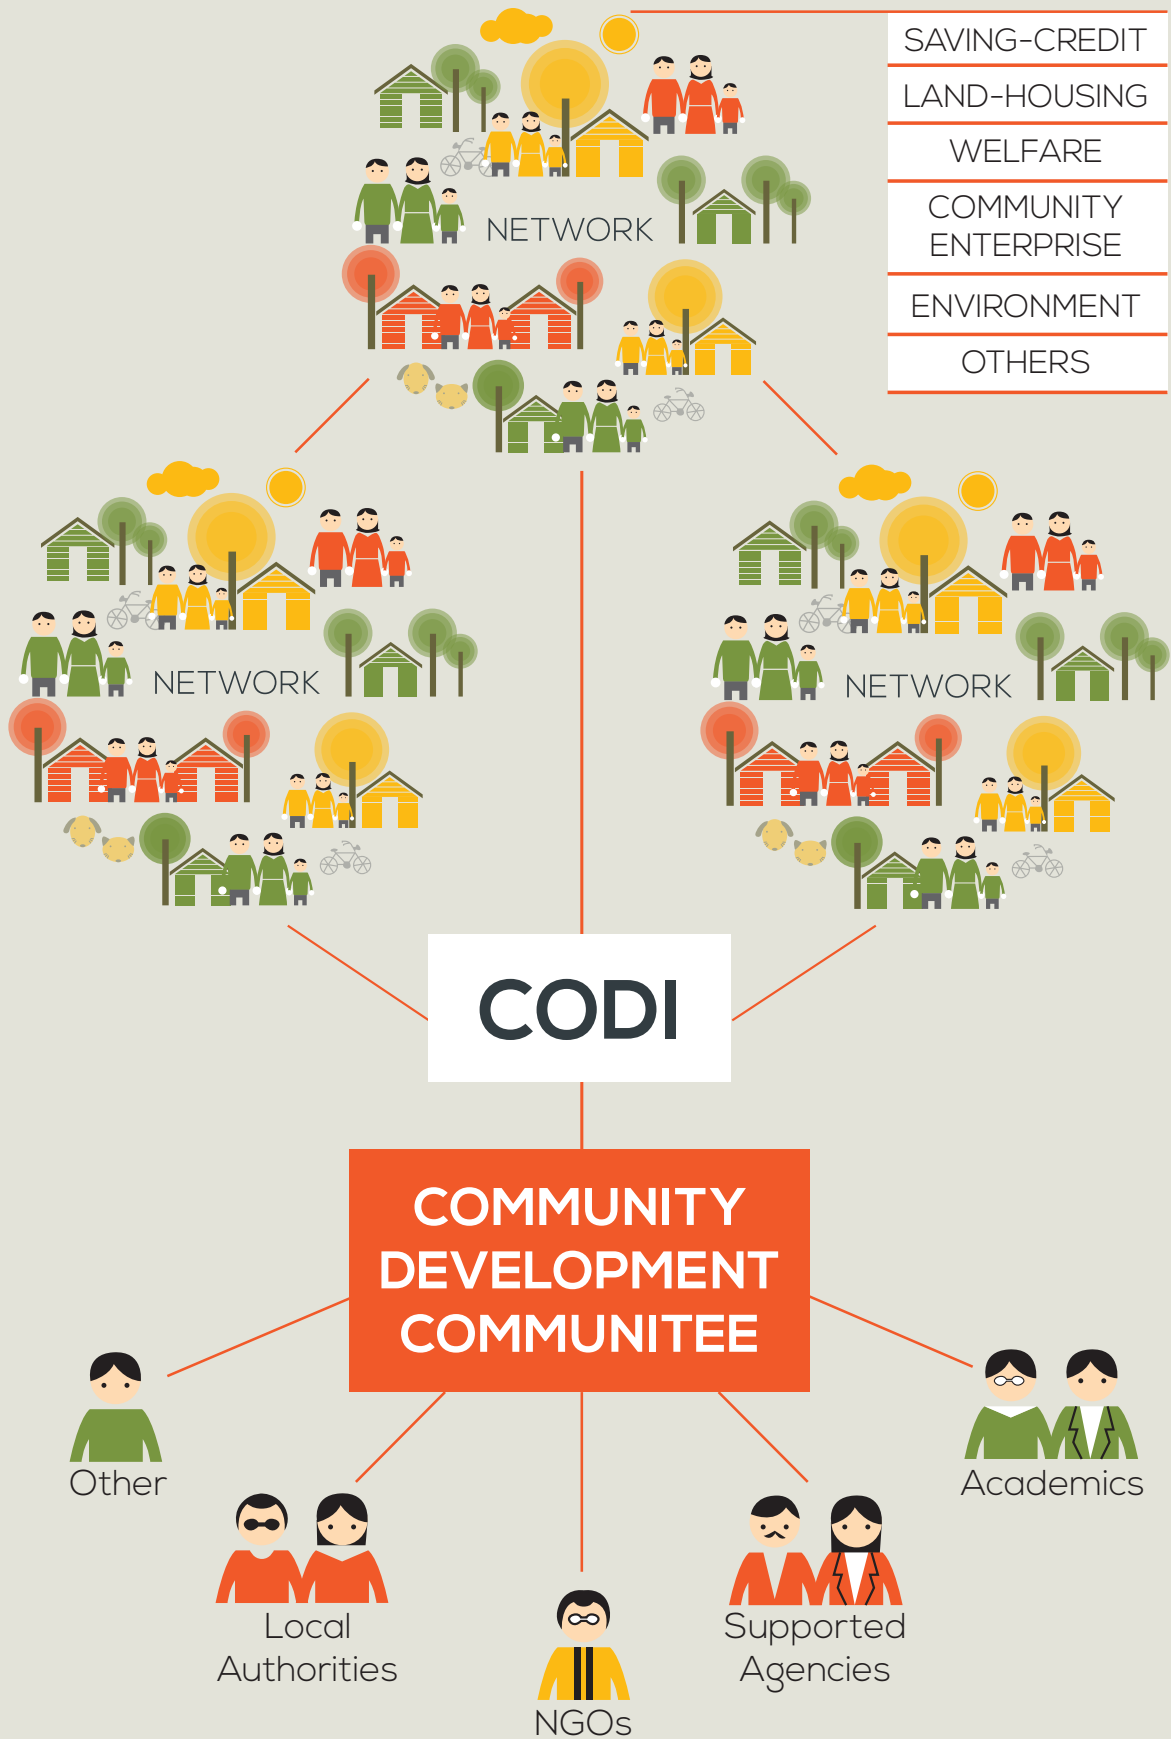 SAVING-CREDIT
LAND-HOUSING
WELFARE
COMMUNITY
ENTERPRISE
ENVIRONMENT
OTHERS
NETWORK
NETWORK
NETWORK
CODI
COMMUNITY
DEVELOPMENT
COMMUNITEE
Other
Local
Authorities
NGOs
Supported
Agencies
Academics